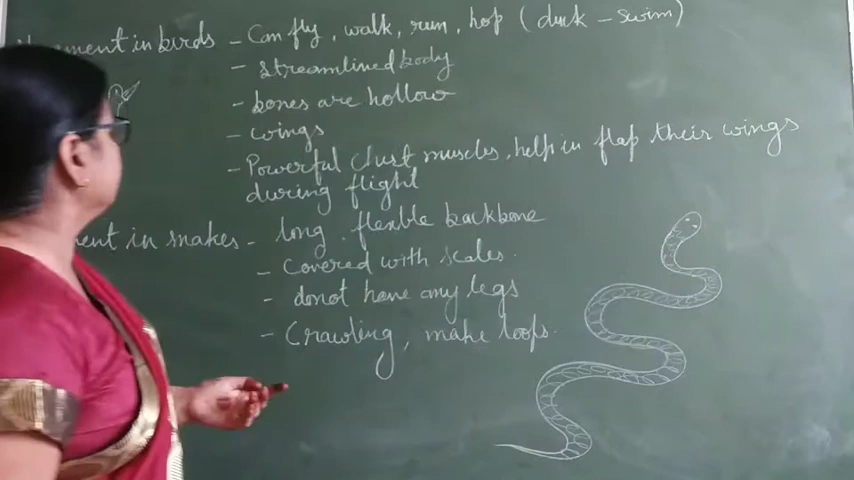 ement in birds - Can fly, walk, run, hop (duck - swim)
- Streamlined body
- bones are hollow
- wings
- Powerful chest muscles, help in flap their wings
during flight
ment in snakes - long flexible backbone
- Covered with scales.
- donot have any legs
- Crawling, make loops.